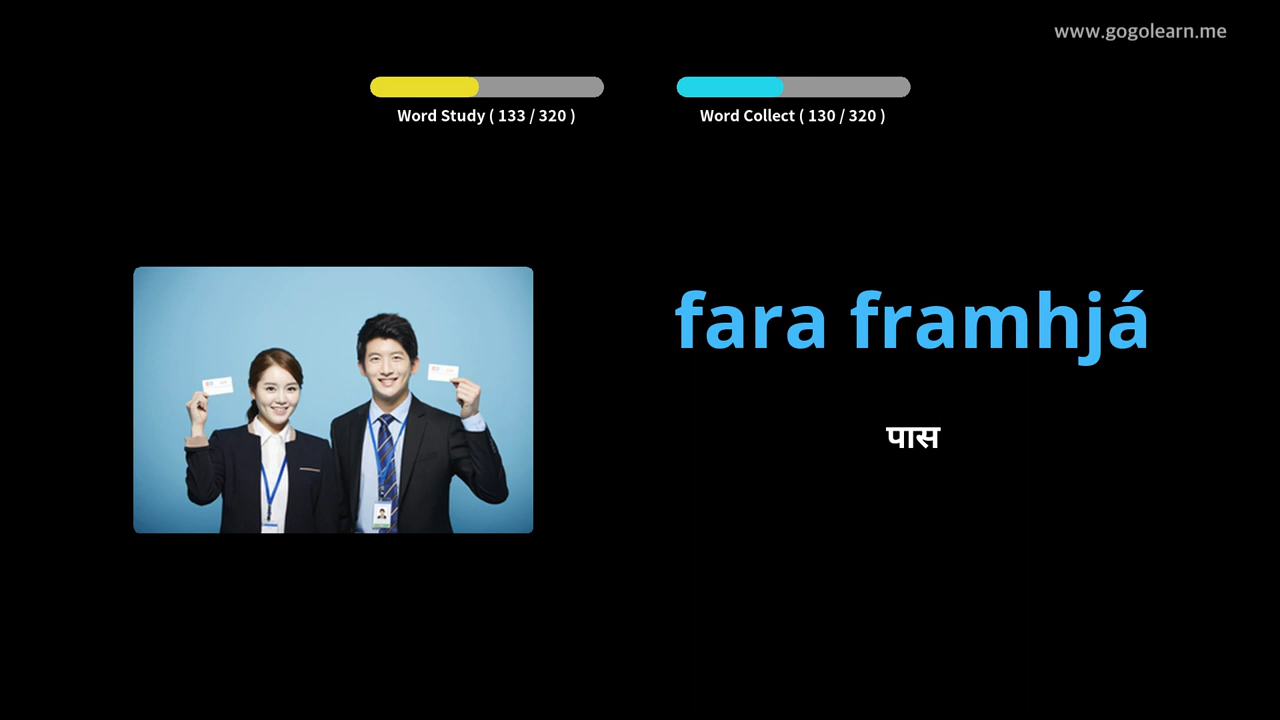 www.gogolearn.me
Word Study ( 133 / 320 )
Word Collect ( 130 / 320 )
fara framhjá
पास